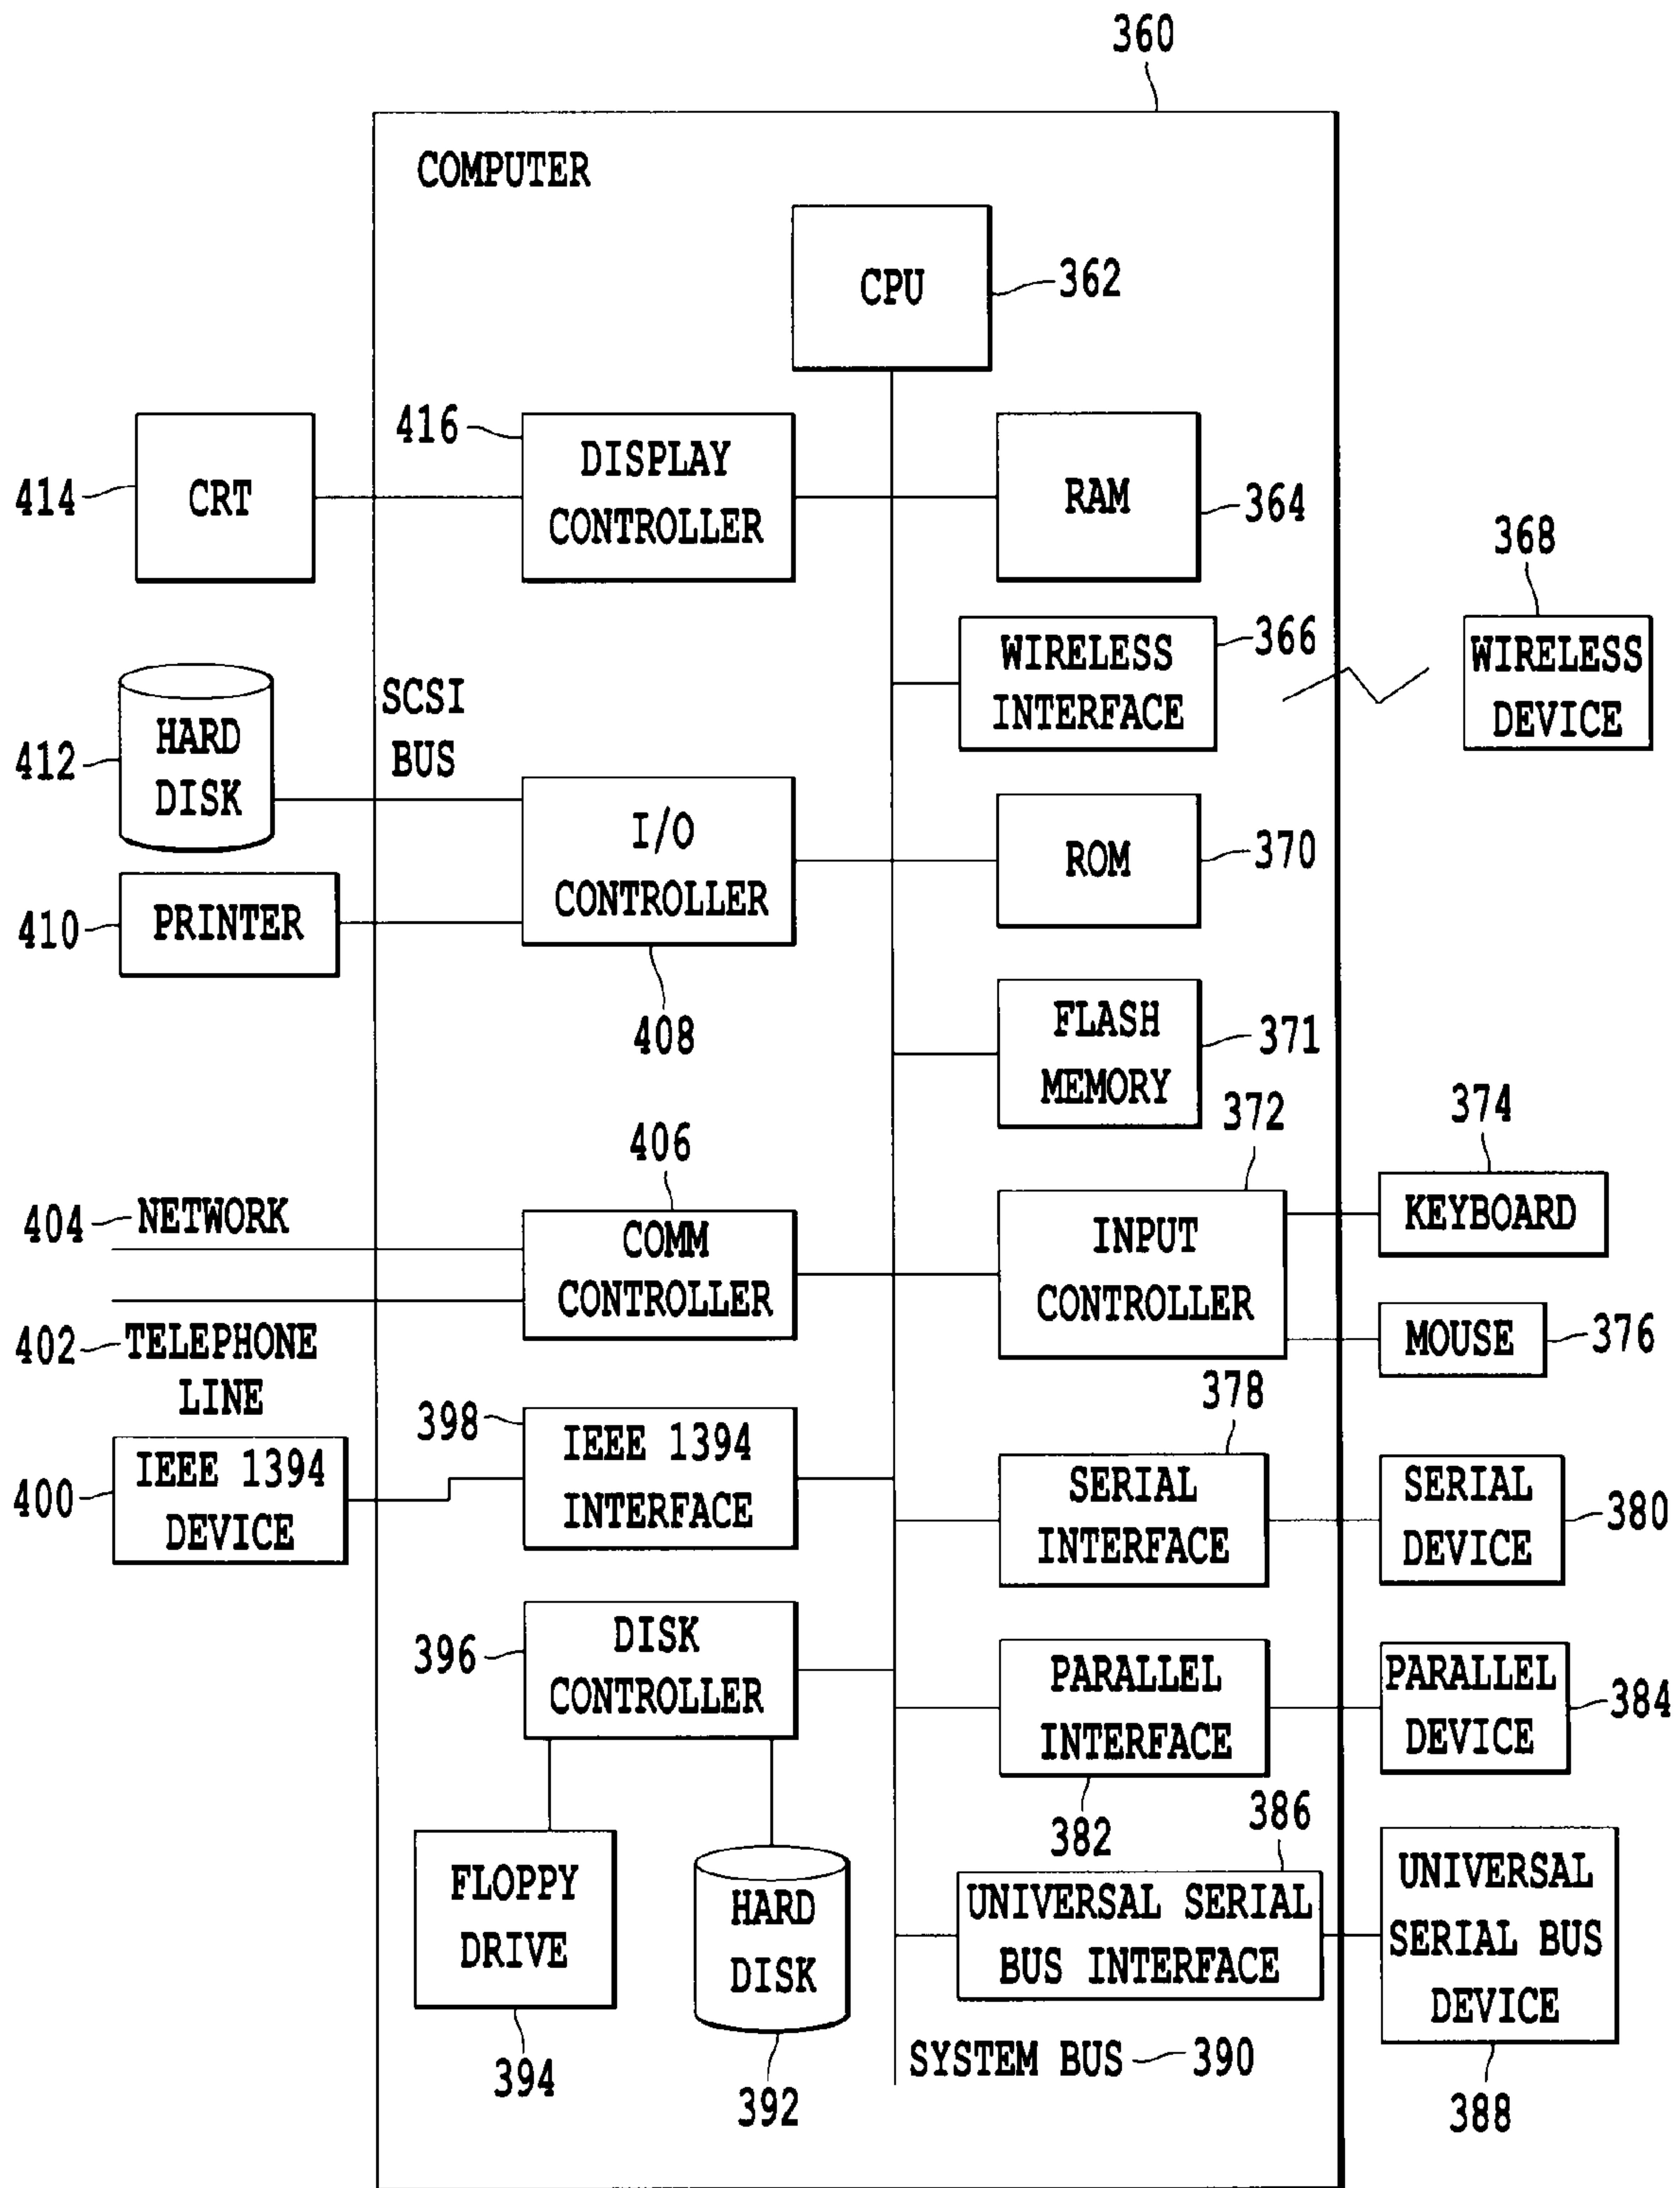 360
COMPUTER
CPU
362
414
CRT
416
DISPLAY
CONTROLLER
RAM
364
368
WIRELESS
DEVICE
WIRELESS
INTERFACE
366
412
HARD
DISK
SCSI
BUS
I/O
CONTROLLER
408
ROM
370
410
PRINTER
FLASH
MEMORY
371
372
374
KEYBOARD
406
404
NETWORK
COMM
CONTROLLER
INPUT
CONTROLLER
MOUSE
376
402
TELEPHONE
LINE
398
IEEE 1394
INTERFACE
400
IEEE 1394
DEVICE
378
SERIAL
INTERFACE
SERIAL
DEVICE
380
396
DISK
CONTROLLER
PARALLEL
INTERFACE
382
PARALLEL
DEVICE
384
386
FLOPPY
DRIVE
394
HARD
DISK
392
UNIVERSAL SERIAL
BUS INTERFACE
UNIVERSAL
SERIAL BUS
DEVICE
388
SYSTEM BUS
390